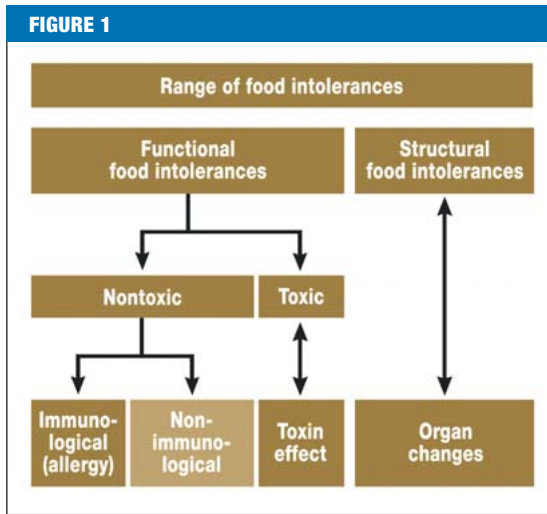 FIGURE 1
Range of food intolerances
Functional
food intolerances
Structural
food intolerances
Nontoxic
Toxic
Immuno-
logical
(allergy)
Non-
immuno-
logical
Toxin
effect
Organ
changes